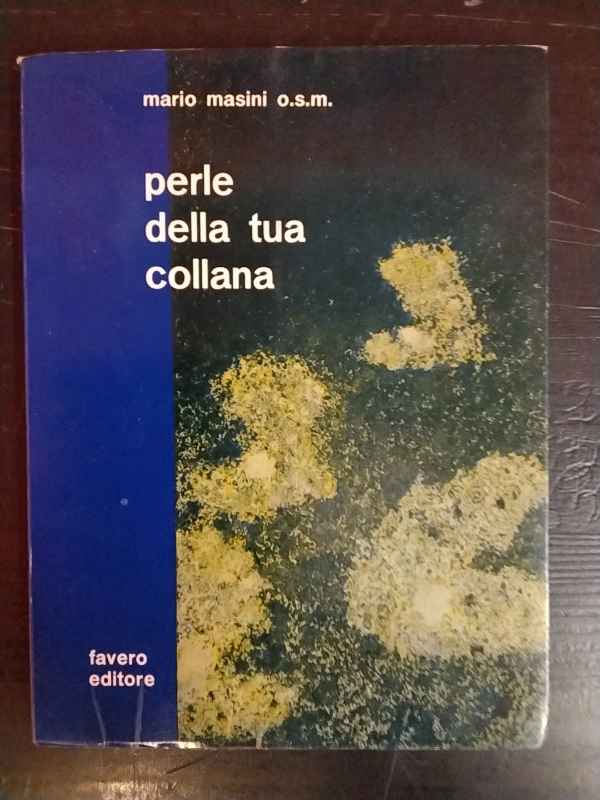 mario masini o.s.m.
perle
della tua
collana
favero
editore